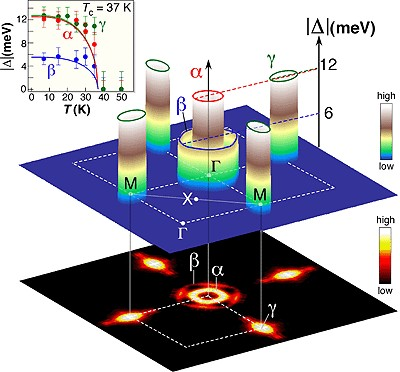 |Δ|(meV)
12
8
4
0
0 10 20 30 40 50
T (K)
Tc = 37 K
γ
α
β
|Δ|(meV)
12
6
α
γ
β
high
low
Γ
M
M
X
Γ
high
low
β
α
γ